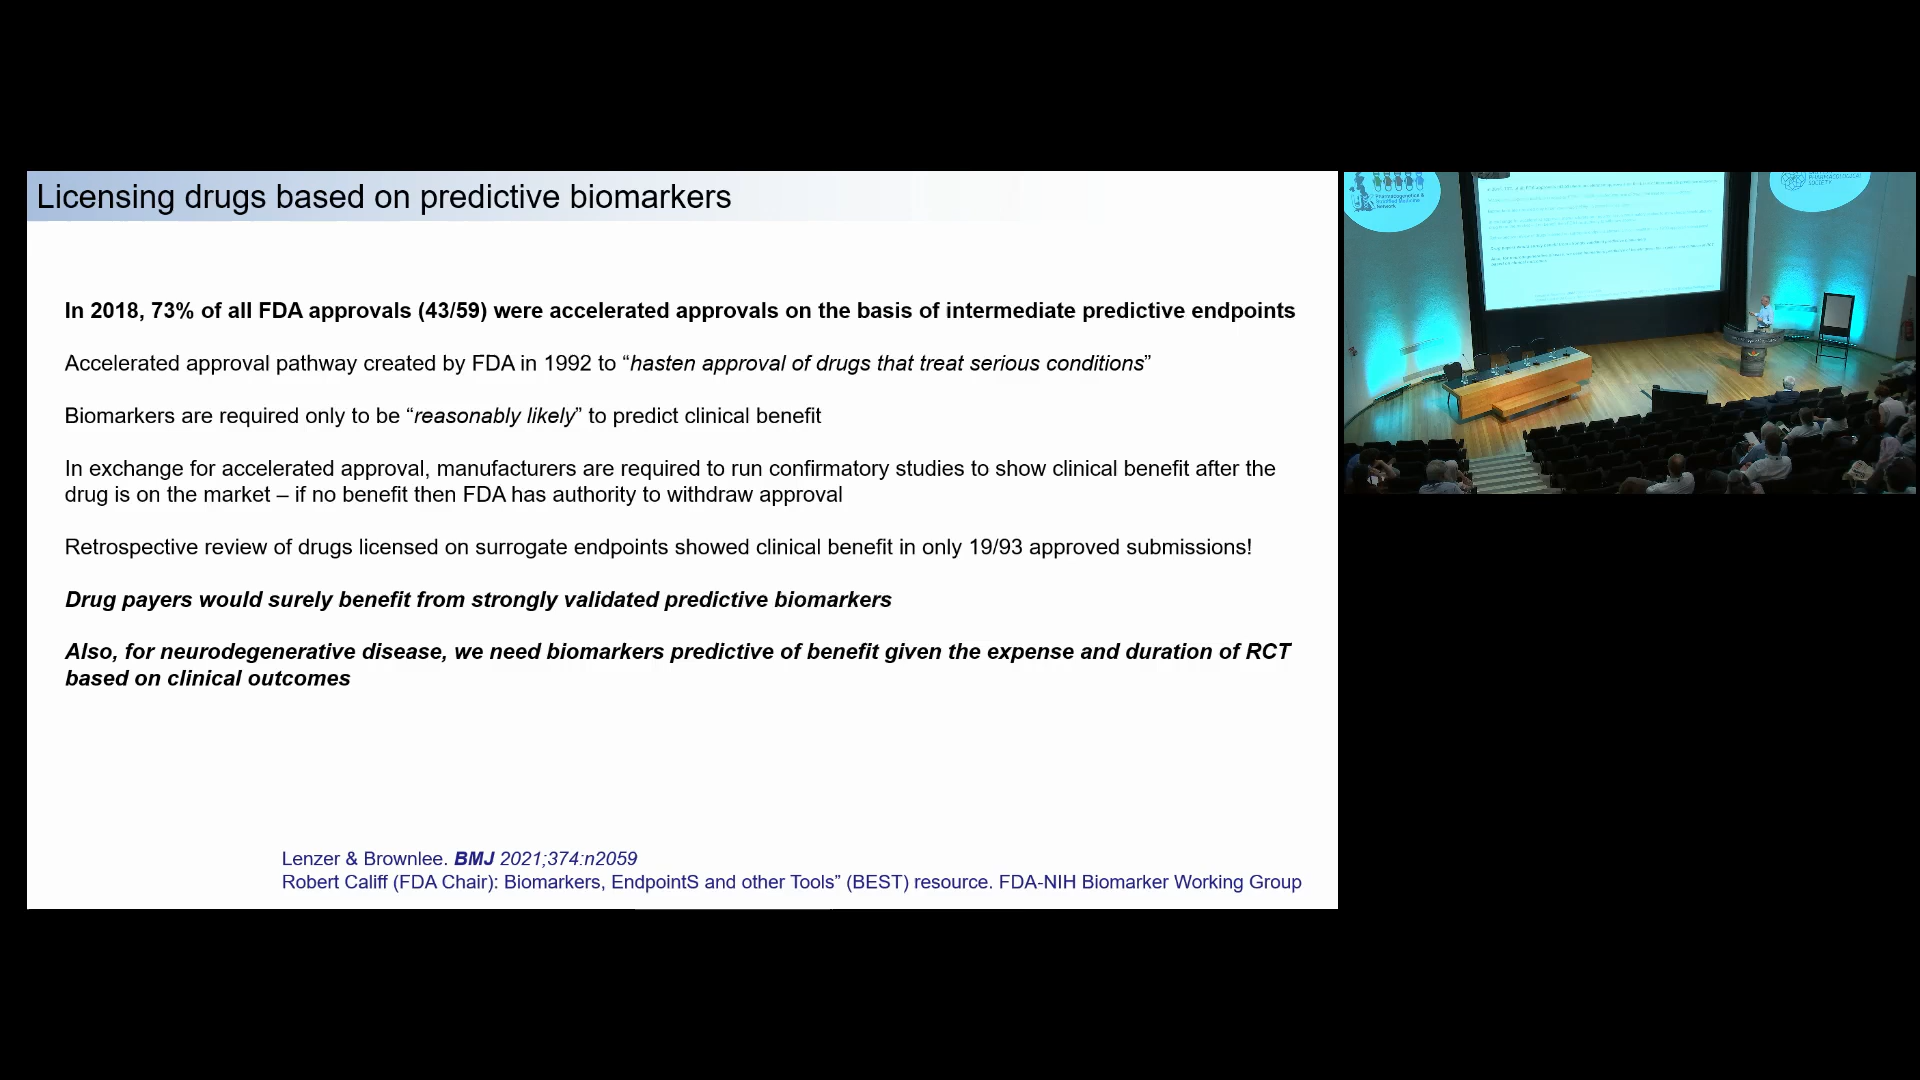 Licensing drugs based on predictive biomarkers
In 2018, 73% of all FDA approvals (43/59) were accelerated approvals on the basis of intermediate predictive endpoints
Accelerated approval pathway created by FDA in 1992 to “hasten approval of drugs that treat serious conditions”
Biomarkers are required only to be “reasonably likely” to predict clinical benefit
In exchange for accelerated approval, manufacturers are required to run confirmatory studies to show clinical benefit after the
drug is on the market – if no benefit then FDA has authority to withdraw approval
Retrospective review of drugs licensed on surrogate endpoints showed clinical benefit in only 19/93 approved submissions!
Drug payers would surely benefit from strongly validated predictive biomarkers
Also, for neurodegenerative disease, we need biomarkers predictive of benefit given the expense and duration of RCT
based on clinical outcomes
Lenzer & Brownlee. BMJ 2021;374:n2059
Robert Califf (FDA Chair): Biomarkers, EndpointS and other Tools” (BEST) resource. FDA-NIH Biomarker Working Group
Pharmacogenetics &
Stratified Medicine
Network
PHARMACOLOGICAL
SOCIETY